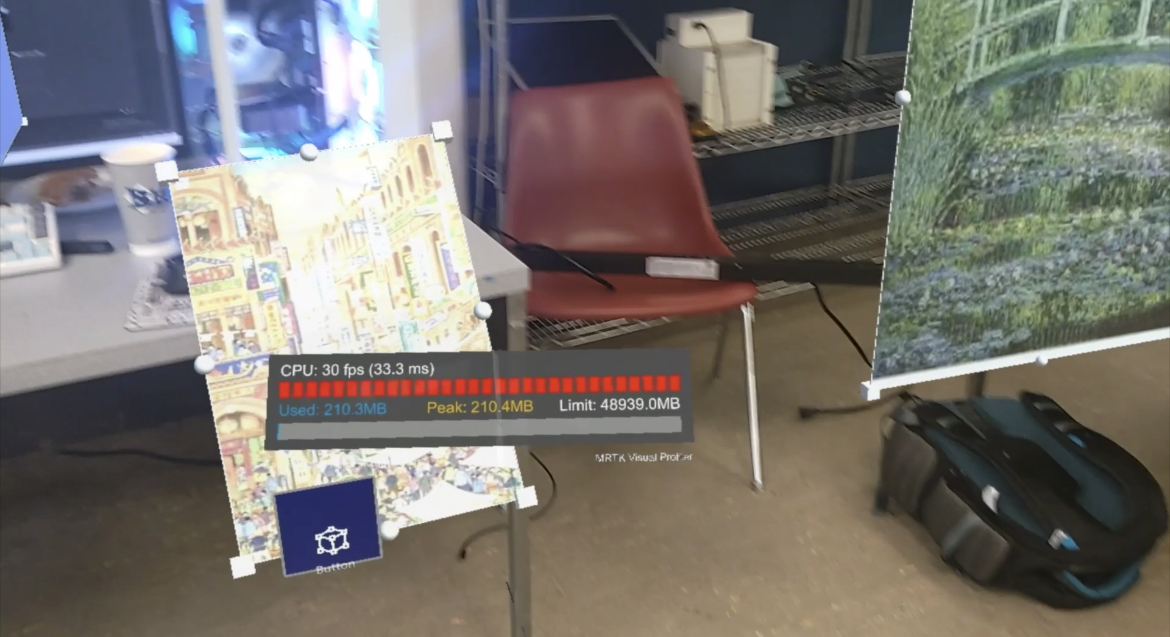 CPU: 30 fps (33.3 ms)
Used: 210.3MB Peak: 210.4MB Limit: 48939.0MB
MRTK Visual Profiler
Button